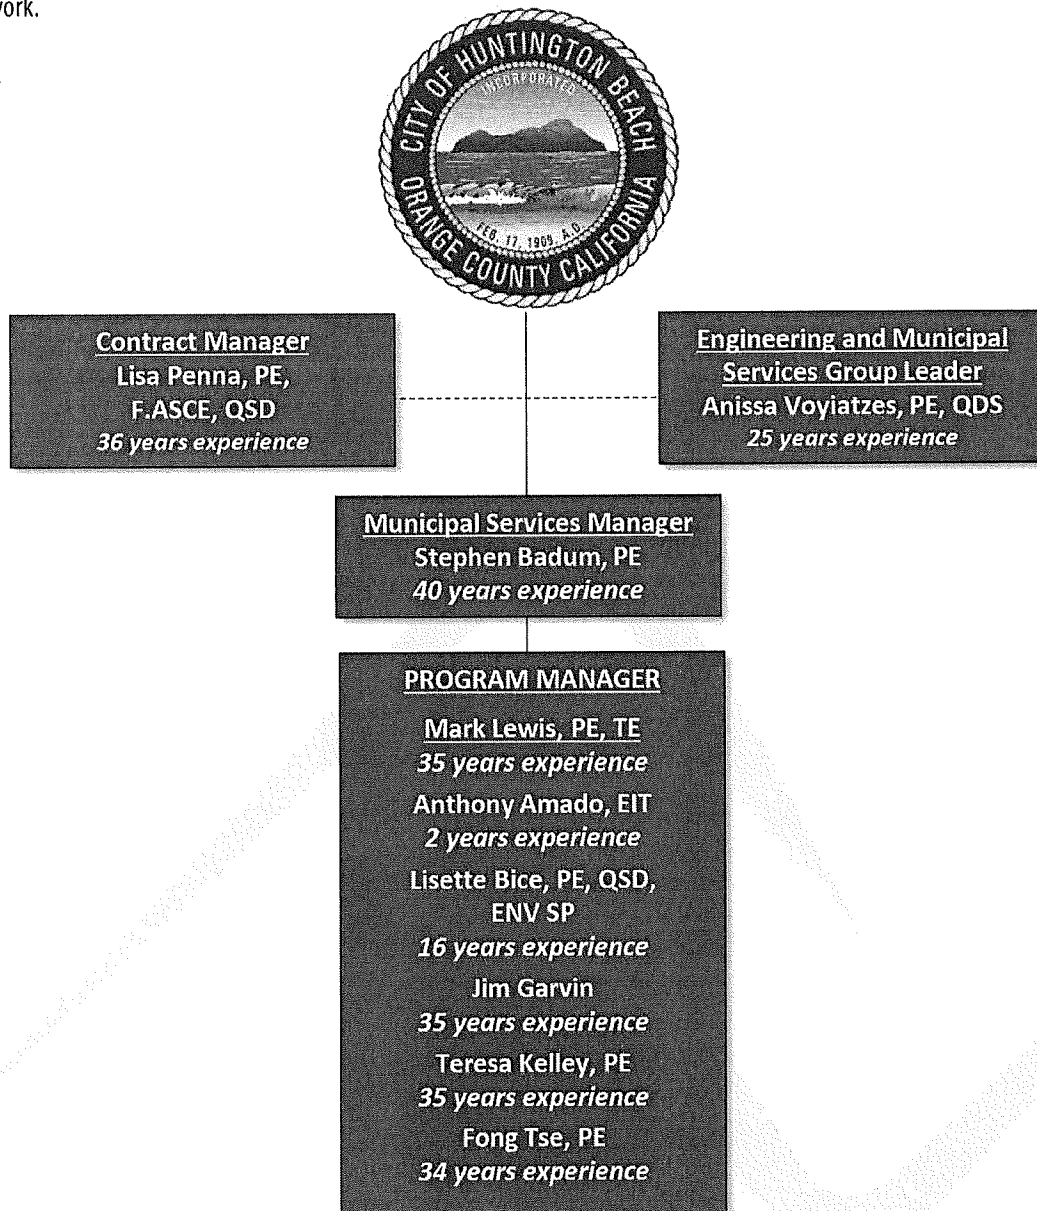 work.
CITY OF HUNTINGTON BEACH
INCORPORATED
FEB. 17, 1909. A.D.
ORANGE COUNTY CALIFORNIA
Contract Manager
Lisa Penna, PE,
F.ASCE, QSD
36 years experience
Engineering and Municipal
Services Group Leader
Anissa Voyiatzes, PE, QDS
25 years experience
Municipal Services Manager
Stephen Badum, PE
40 years experience
PROGRAM MANAGER
Mark Lewis, PE, TE
35 years experience
Anthony Amado, EIT
2 years experience
Lisette Bice, PE, QSD,
ENV SP
16 years experience
Jim Garvin
35 years experience
Teresa Kelley, PE
35 years experience
Fong Tse, PE
34 years experience